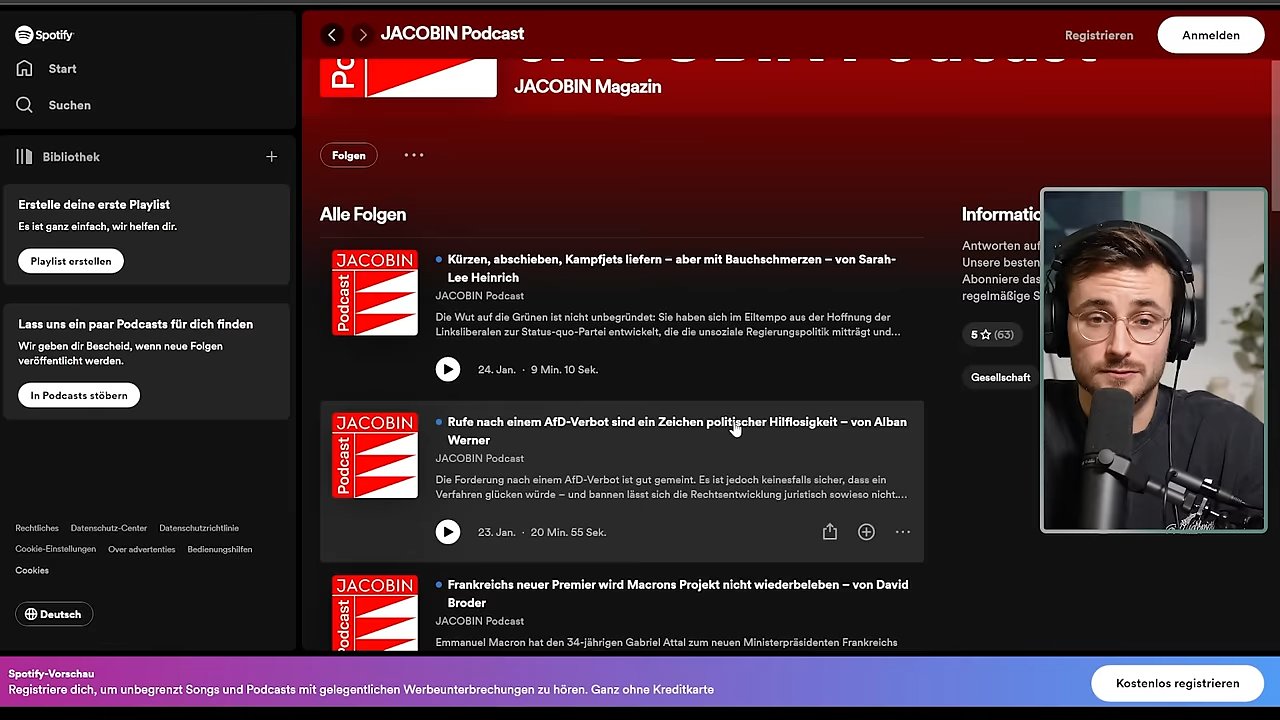 Spotify
Start
Suchen
Bibliothek
Erstelle deine erste Playlist
Es ist ganz einfach, wir helfen dir.
Playlist erstellen
Lass uns ein paar Podcasts für dich finden
Wir geben dir Bescheid, wenn neue Folgen
veröffentlicht werden.
In Podcasts stöbern
Rechtliches Datenschutz-Center Datenschutzrichtlinie
Cookie-Einstellungen Über advertenties Bedienungshilfen
Cookies
Deutsch
JACOBIN Podcast
Registrieren
Anmelden
JACOBIN Podcast
JACOBIN Magazin
Folgen
Alle Folgen
JACOBIN
Podcast
Kürzen, abschieben, Kampfjets liefern – aber mit Bauchschmerzen – von Sarah-
Lee Heinrich
JACOBIN Podcast
Die Wut auf die Grünen ist nicht unbegründet: Sie haben sich im Eiltempo aus der Hoffnung der
Linksliberalen zur Status-quo-Partei entwickelt, die die unsoziale Regierungspolitik mitträgt und...
24. Jan. · 9 Min. 10 Sek.
JACOBIN
Podcast
Rufe nach einem AfD-Verbot sind ein Zeichen politischer Hilflosigkeit – von Alban
Werner
JACOBIN Podcast
Die Forderung nach einem AfD-Verbot ist gut gemeint. Es ist jedoch keinesfalls sicher, dass ein
Verfahren glücken würde – und bannen lässt sich die Rechtsentwicklung juristisch sowieso nicht....
23. Jan. · 20 Min. 55 Sek.
JACOBIN
Podcast
Frankreichs neuer Premier wird Macrons Projekt nicht wiederbeleben – von David
Broder
JACOBIN Podcast
Emmanuel Macron hat den 34-jährigen Gabriel Attal zum neuen Ministerpräsidenten Frankreichs
Informatio
Antworten auf
Unsere besten
Abonniere das
regelmäßige S
5 (63)
Gesellschaft
Spotify-Vorschau
Registriere dich, um unbegrenzt Songs und Podcasts mit gelegentlichen Werbeunterbrechungen zu hören. Ganz ohne Kreditkarte
Kostenlos registrieren